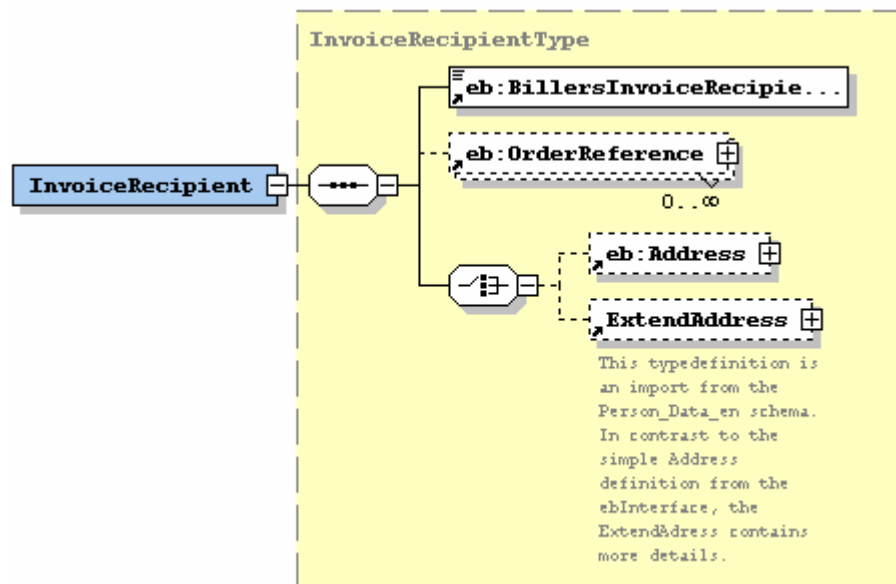 InvoiceRecipientType
eb:BillersInvoiceRecipie...
eb:OrderReference
InvoiceRecipient
0..∞
eb:Address
ExtendAddress
This typedefinition is
an import from the
Person_Data_en schema.
In contrast to the
simple Address
definition from the
ebInterface, the
ExtendAdress contains
more details.